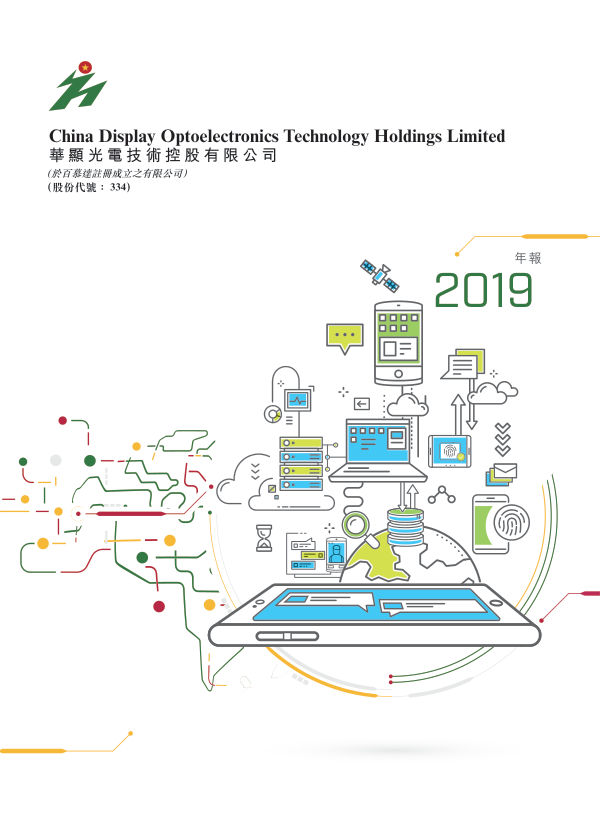 China Display Optoelectronics Technology Holdings Limited
華顯光電技術控股有限公司
(於百慕達註冊成立之有限公司)
(股份代號：334)
年報
2019